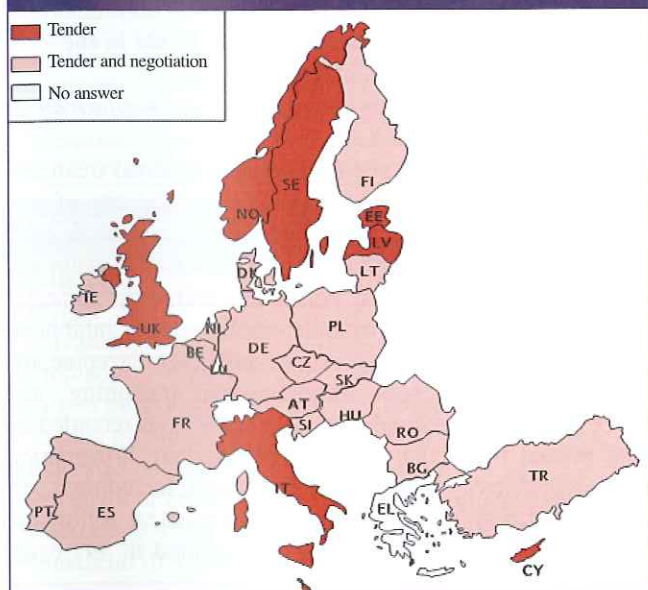 Tender
Tender and negotiation
No answer
FI
SE
NO
EE
LV
LT
DK
IE
UK
NL
PL
DE
BE
LU
CZ
SK
AT
HU
SI
FR
RO
BG
IT
TR
EL
PT
ES
CY